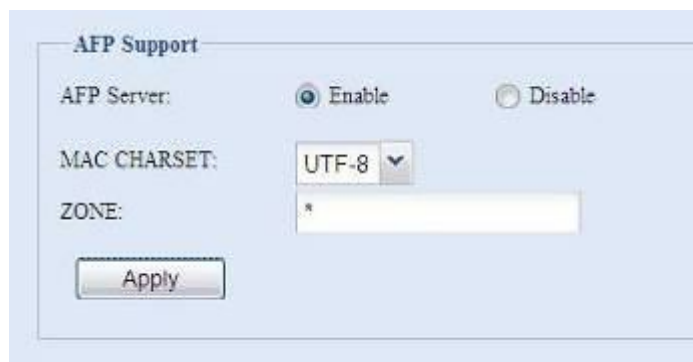 AFP Support
AFP Server: Enable Disable
MAC CHARSET: UTF-8
ZONE: *
Apply